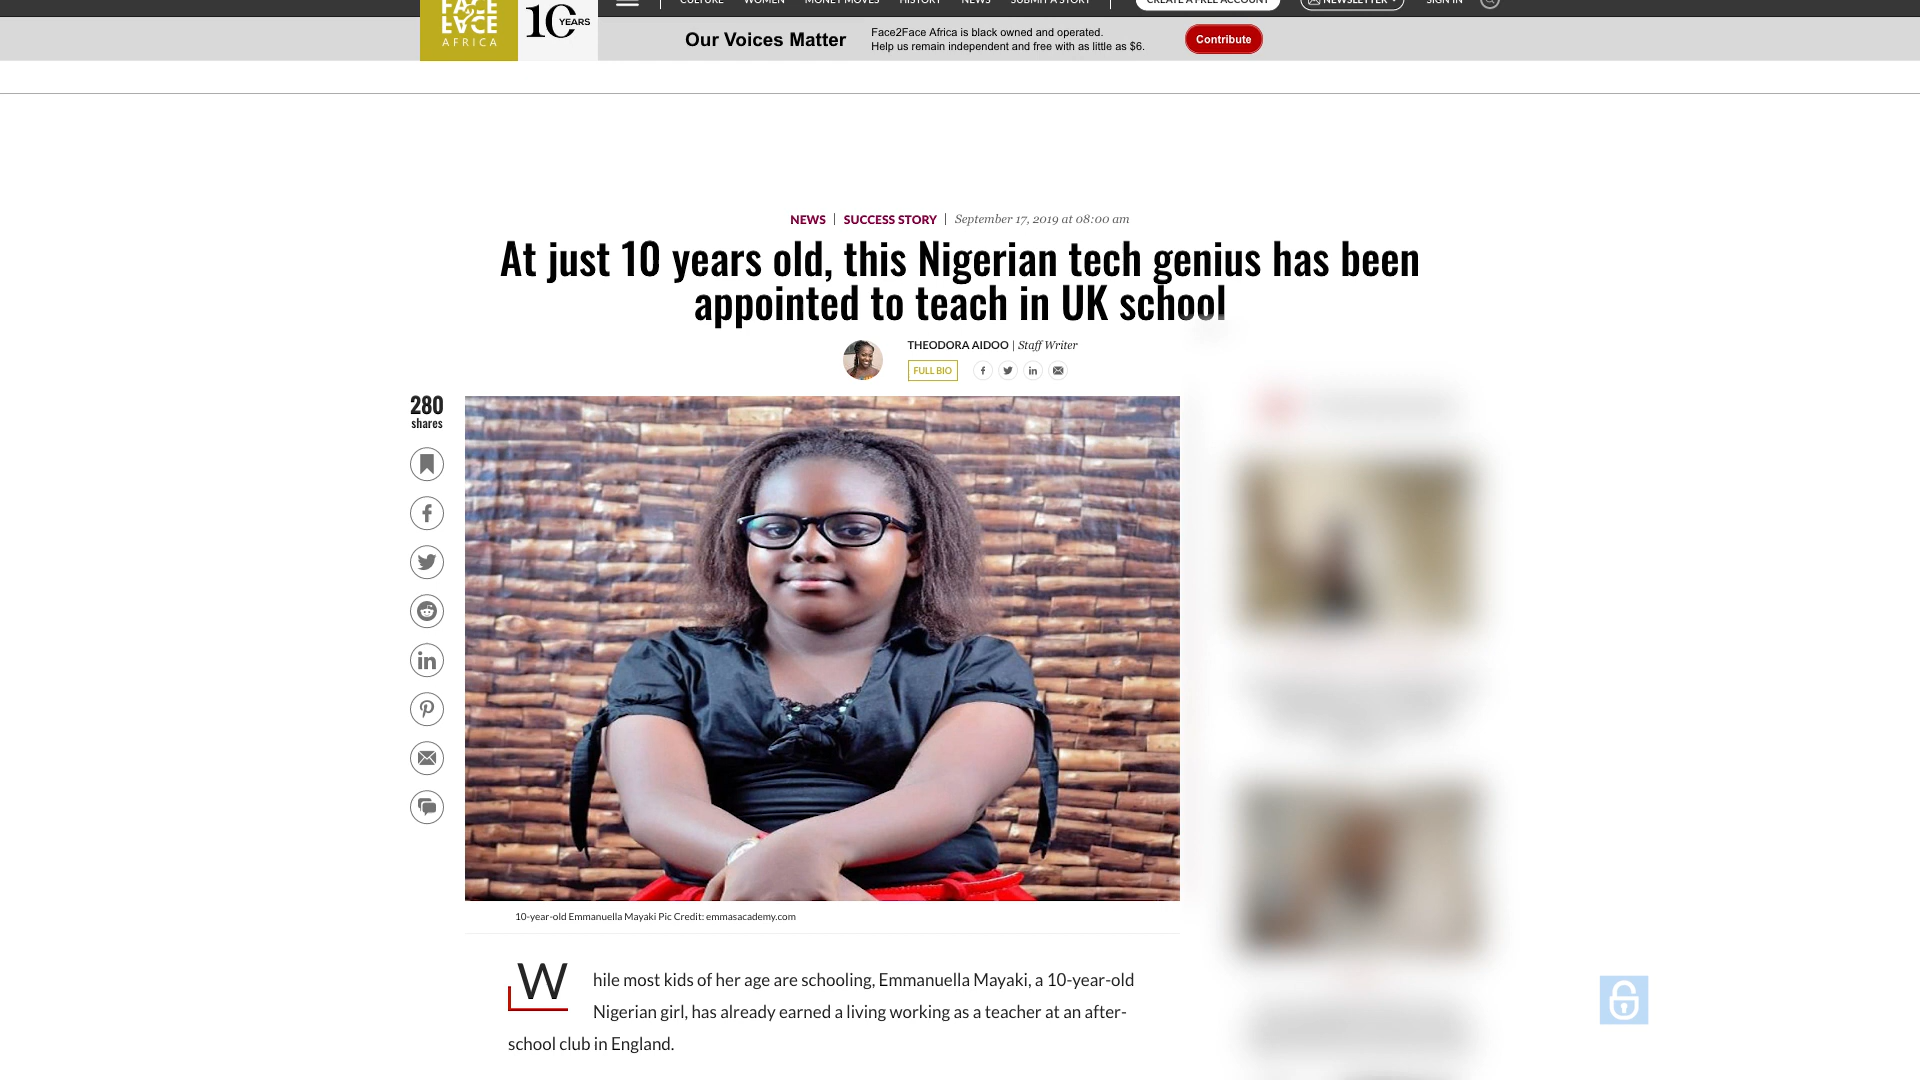 FACE
FACE
AFRICA
10
YEARS
CULTURE WOMEN MONEY MOVES HISTORY NEWS SUBMIT A STORY CREATE A FREE ACCOUNT NEWSLETTER SIGN IN
Our Voices Matter
Face2Face Africa is black owned and operated.
Help us remain independent and free with as little as $6.
Contribute
NEWS | SUCCESS STORY | September 17, 2019 at 08:00 am
At just 10 years old, this Nigerian tech genius has been
appointed to teach in UK school
THEODORA AIDOO | Staff Writer
FULL BIO
280
shares
10-year-old Emmanuella Mayaki Pic Credit: emmasacademy.com
While most kids of her age are schooling, Emmanuella Mayaki, a 10-year-old
Nigerian girl, has already earned a living working as a teacher at an after-
school club in England.